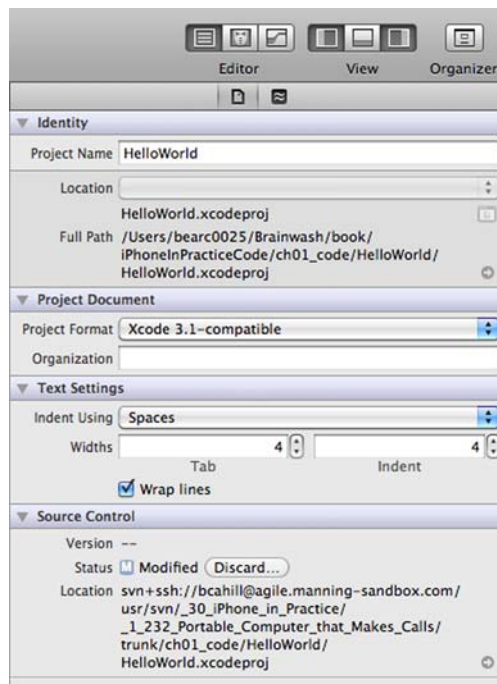 Editor View Organizer
Identity
Project Name HelloWorld
Location
HelloWorld.xcodeproj
Full Path /Users/bearc0025/Brainwash/book/
iPhoneInPracticeCode/ch01_code/HelloWorld/
HelloWorld.xcodeproj
Project Document
Project Format Xcode 3.1-compatible
Organization
Text Settings
Indent Using Spaces
Widths 4 4
Tab Indent
Wrap lines
Source Control
Version --
Status M Modified Discard...
Location svn+ssh://bcahill@agile.manning-sandbox.com/
usr/svn/_30_iPhone_in_Practice/
_1_232_Portable_Computer_that_Makes_Calls/
trunk/ch01_code/HelloWorld/
HelloWorld.xcodeproj